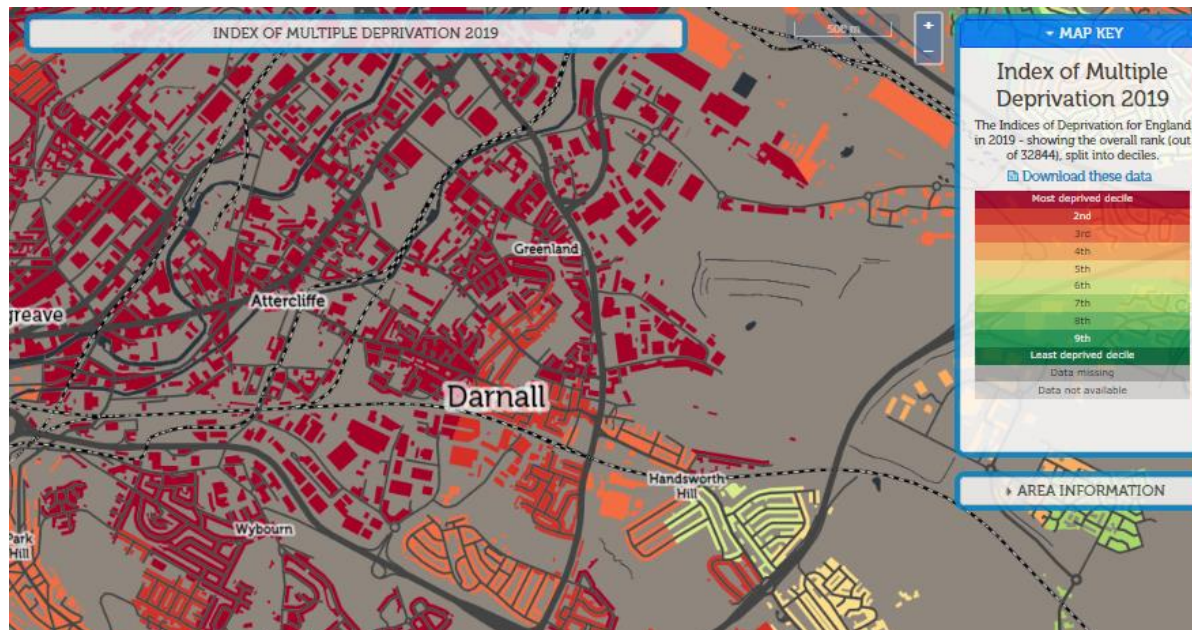 INDEX OF MULTIPLE DEPRIVATION 2019
500 m
+
−
MAP KEY
Index of Multiple
Deprivation 2019
The Indices of Deprivation for England
in 2019 - showing the overall rank (out
of 32844), split into deciles.
Download these data
Most deprived decile
2nd
3rd
4th
5th
6th
7th
8th
9th
Least deprived decile
Data missing
Data not available
Greenland
Attercliffe
greave
Darnall
Handsworth
Hill
AREA INFORMATION
Wybourn
Park
Hill